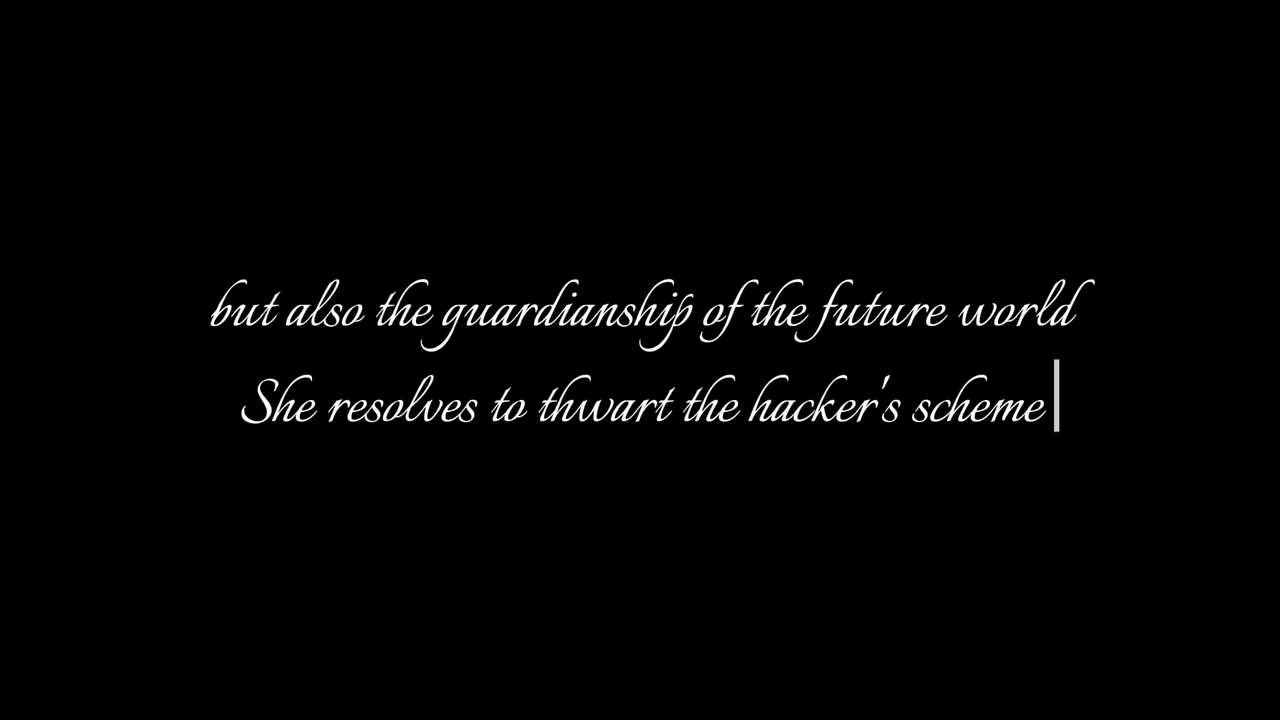 but also the guardianship of the future world
She resolves to thwart the hacker's scheme